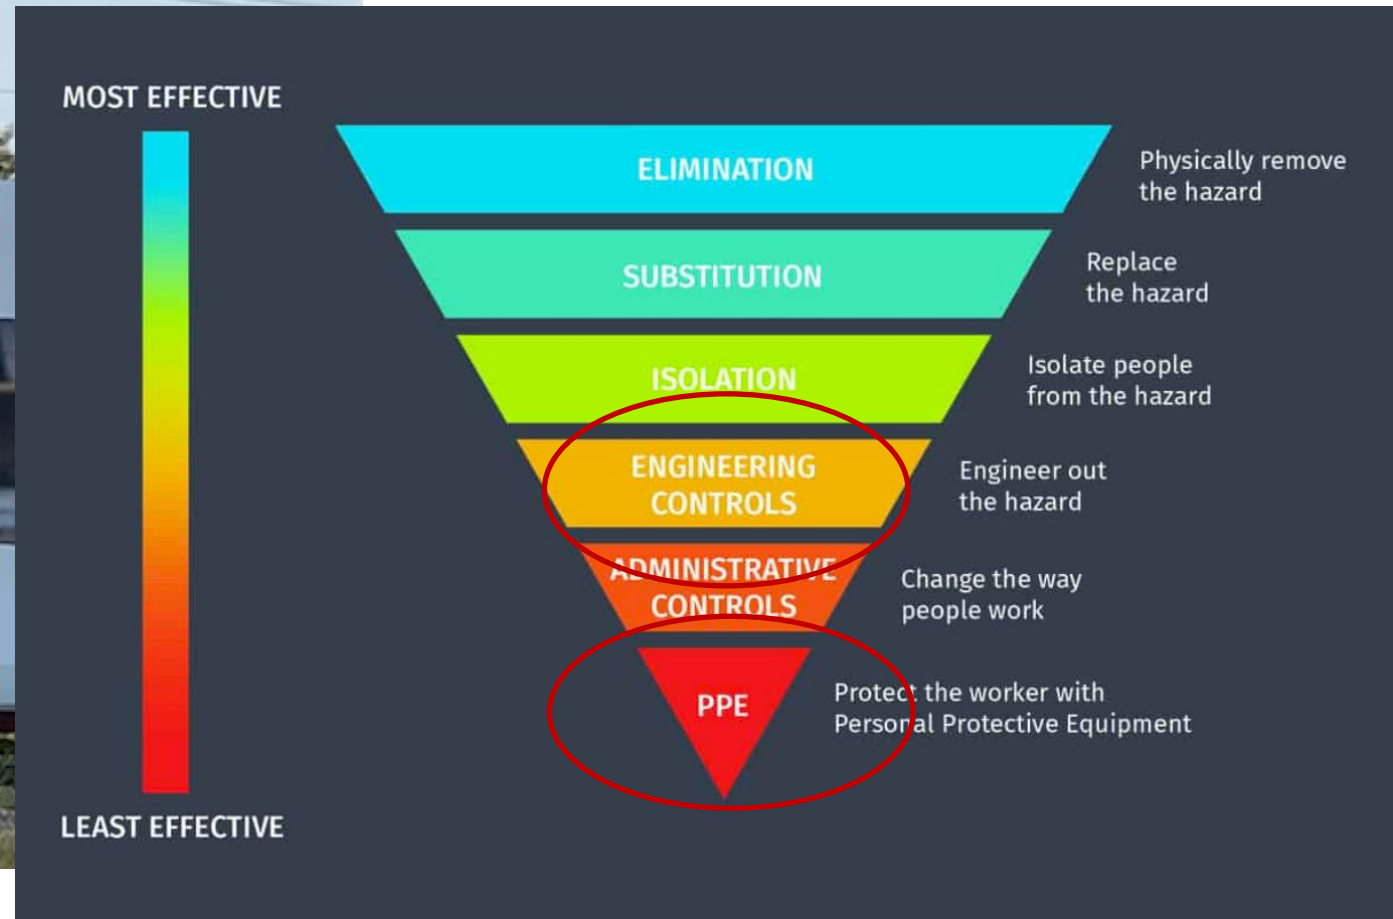 MOST EFFECTIVE
ELIMINATION
Physically remove
the hazard
SUBSTITUTION
Replace
the hazard
ISOLATION
Isolate people
from the hazard
ENGINEERING
CONTROLS
Engineer out
the hazard
ADMINISTRATIVE
CONTROLS
Change the way
people work
PPE
Protect the worker with
Personal Protective Equipment
LEAST EFFECTIVE